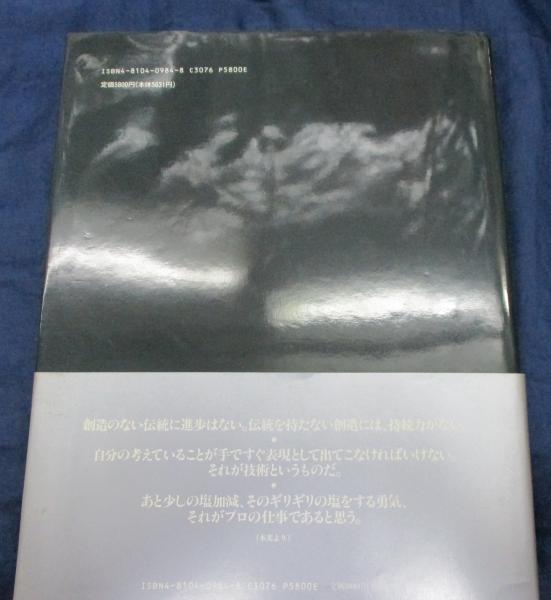 ISBN4-8104-0984-8 C3076 P5800E
定価5800円(本体5631円)
創造のない伝統に進歩はない。伝統を持たない創造には、持続力がない。
●
自分の考えていることが手ですぐ表現として出てこなければいけない。
それが技術というものだ。
●
あと少しの塩加減、そのギリギリの塩をする勇気、
それがプロの仕事であると思う。
(本文より)
ISBN4-8104-0984-8 C3076 P5800E